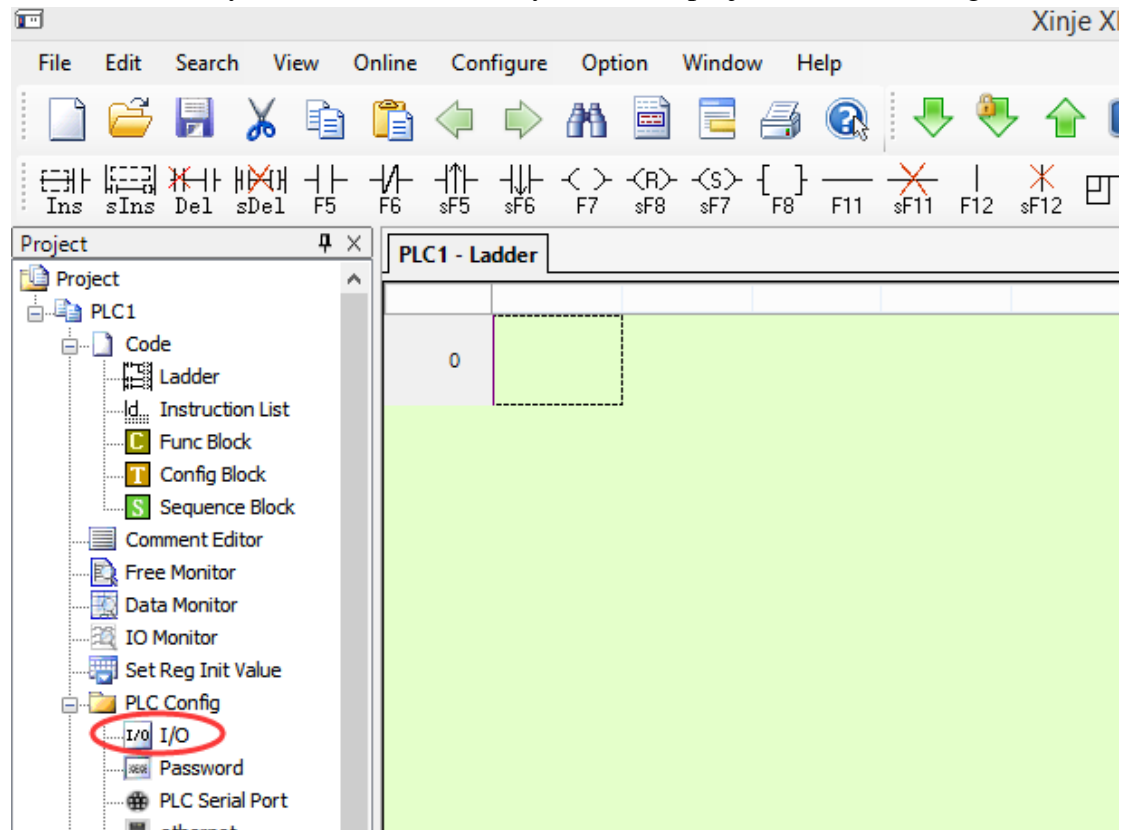 Xinje X
File Edit Search View Online Configure Option Window Help
Ins sIns Del sDel F5 F6 sF5 sF6 F7 sF8 sF7 F8 F11 sF11 F12 sF12
Project
PLC1 - Ladder
Project
PLC1
Code
Ladder
Instruction List
C Func Block
T Config Block
S Sequence Block
Comment Editor
Free Monitor
Data Monitor
IO Monitor
Set Reg Init Value
PLC Config
I/O I/O
Password
PLC Serial Port
0